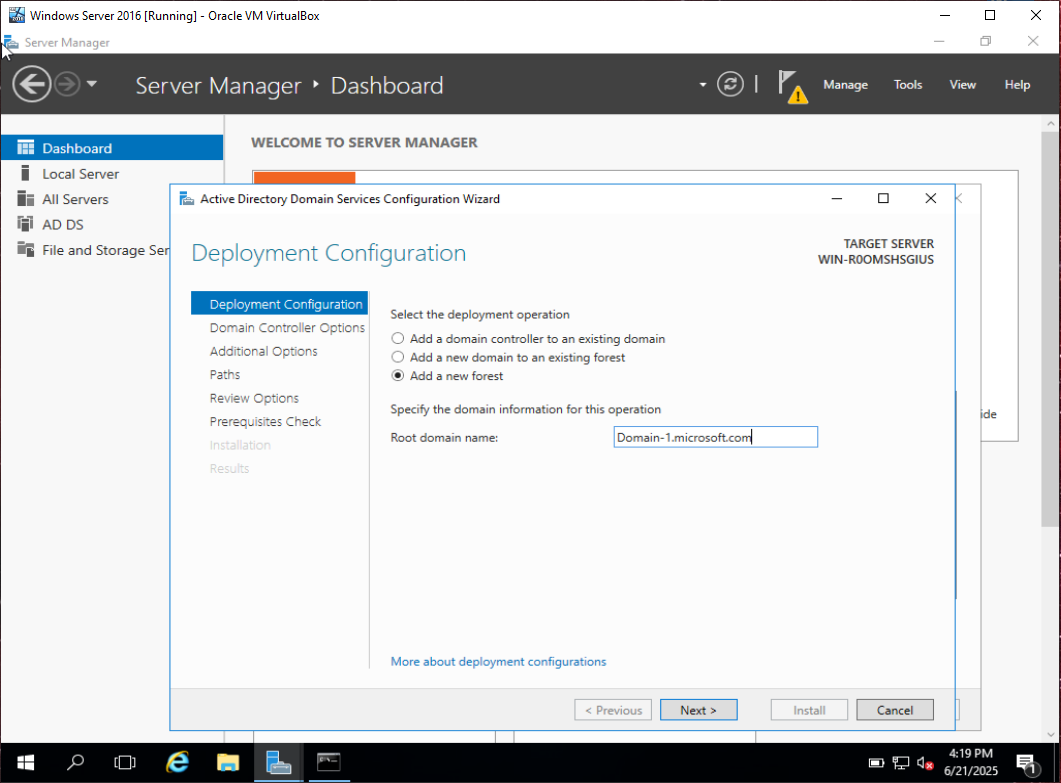 Windows Server 2016 [Running] - Oracle VM VirtualBox
Server Manager
Server Manager ‣ Dashboard
Manage Tools View Help
Dashboard
Local Server
All Servers
AD DS
File and Storage Ser
WELCOME TO SERVER MANAGER
Active Directory Domain Services Configuration Wizard
Deployment Configuration
TARGET SERVER
WIN-R0OMSHSGIUS
Deployment Configuration
Domain Controller Options
Additional Options
Paths
Review Options
Prerequisites Check
Installation
Results
Select the deployment operation
Add a domain controller to an existing domain
Add a new domain to an existing forest
Add a new forest
Specify the domain information for this operation
Root domain name: Domain-1.microsoft.com
More about deployment configurations
ide
< Previous Next > Install Cancel
4:19 PM
6/21/2025
1